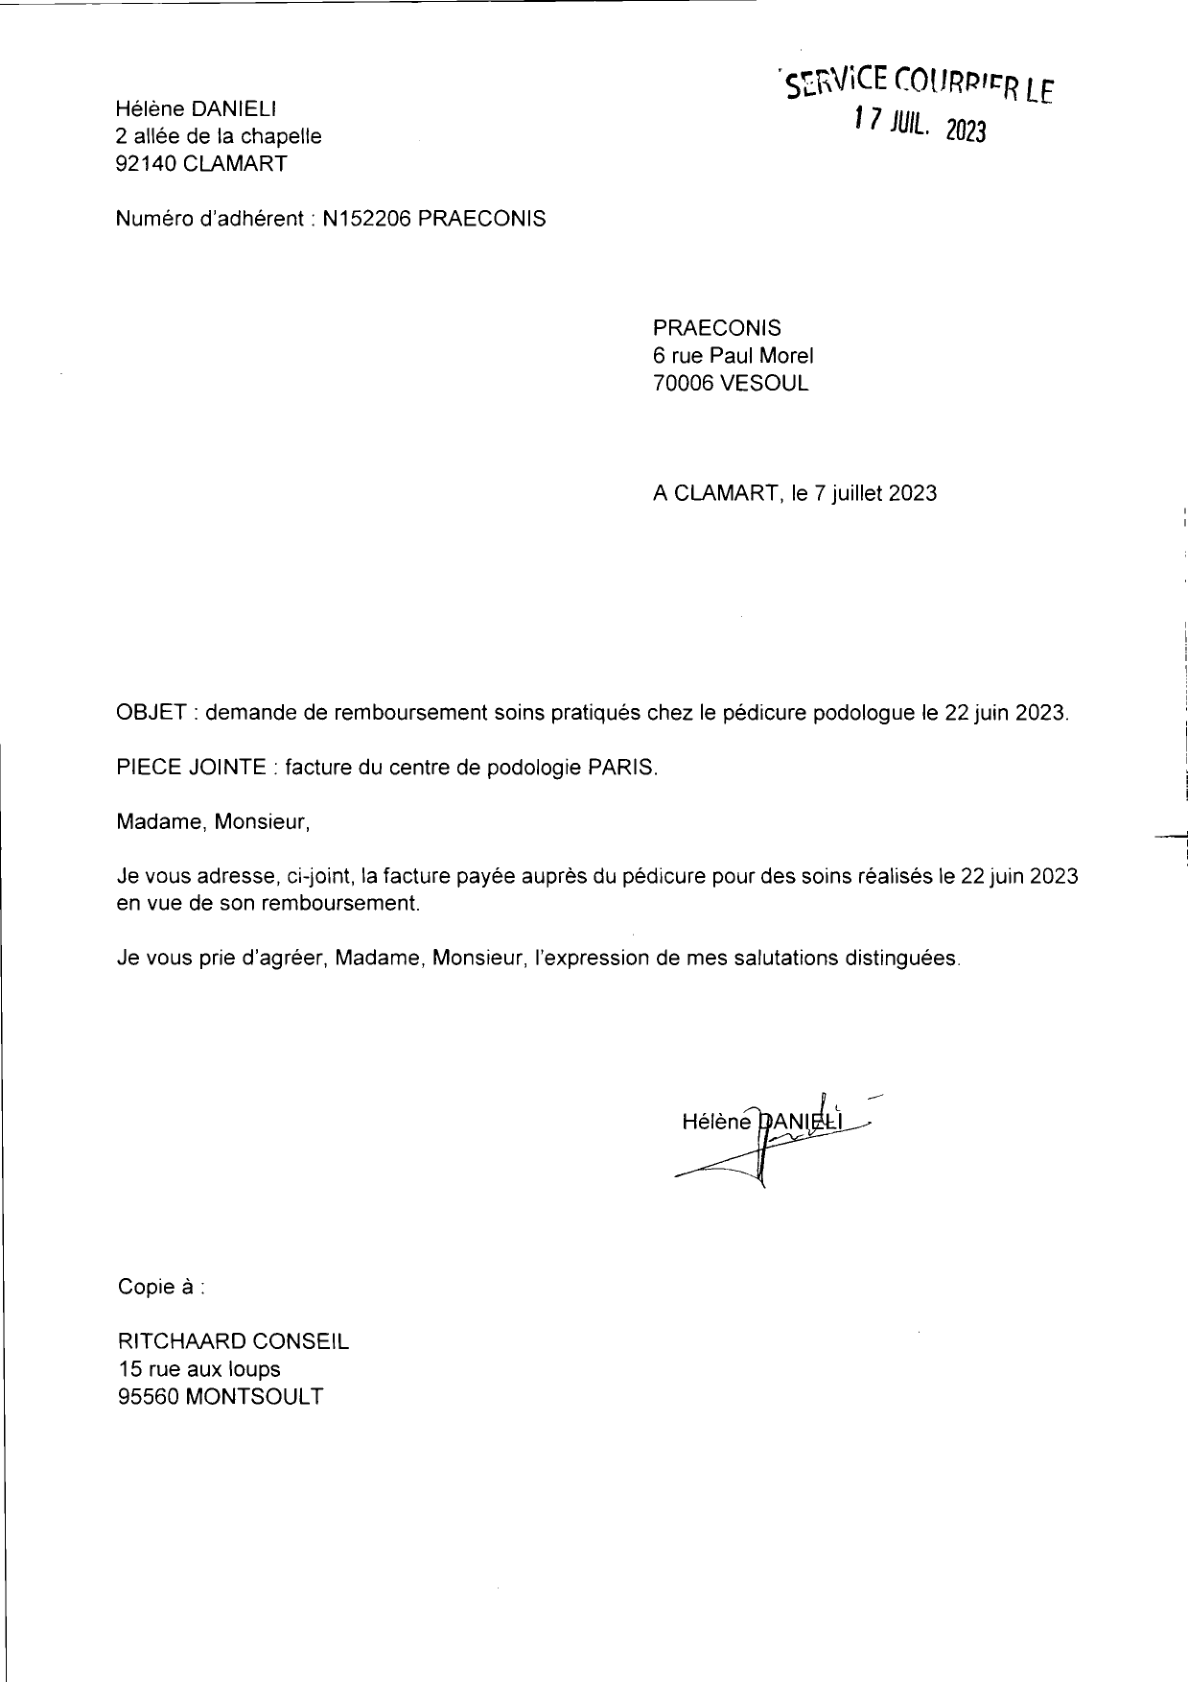 SERVICE COURRIER LE
17 JUIL. 2023
Hélène DANIELI
2 allée de la chapelle
92140 CLAMART
Numéro d'adhérent : N152206 PRAECONIS
PRAECONIS
6 rue Paul Morel
70006 VESOUL
A CLAMART, le 7 juillet 2023
OBJET : demande de remboursement soins pratiqués chez le pédicure podologue le 22 juin 2023.
PIECE JOINTE : facture du centre de podologie PARIS.
Madame, Monsieur,
Je vous adresse, ci-joint, la facture payée auprès du pédicure pour des soins réalisés le 22 juin 2023
en vue de son remboursement.
Je vous prie d'agréer, Madame, Monsieur, l'expression de mes salutations distinguées.
Hélène DANIELI
Copie à :
RITCHAARD CONSEIL
15 rue aux loups
95560 MONTSOULT